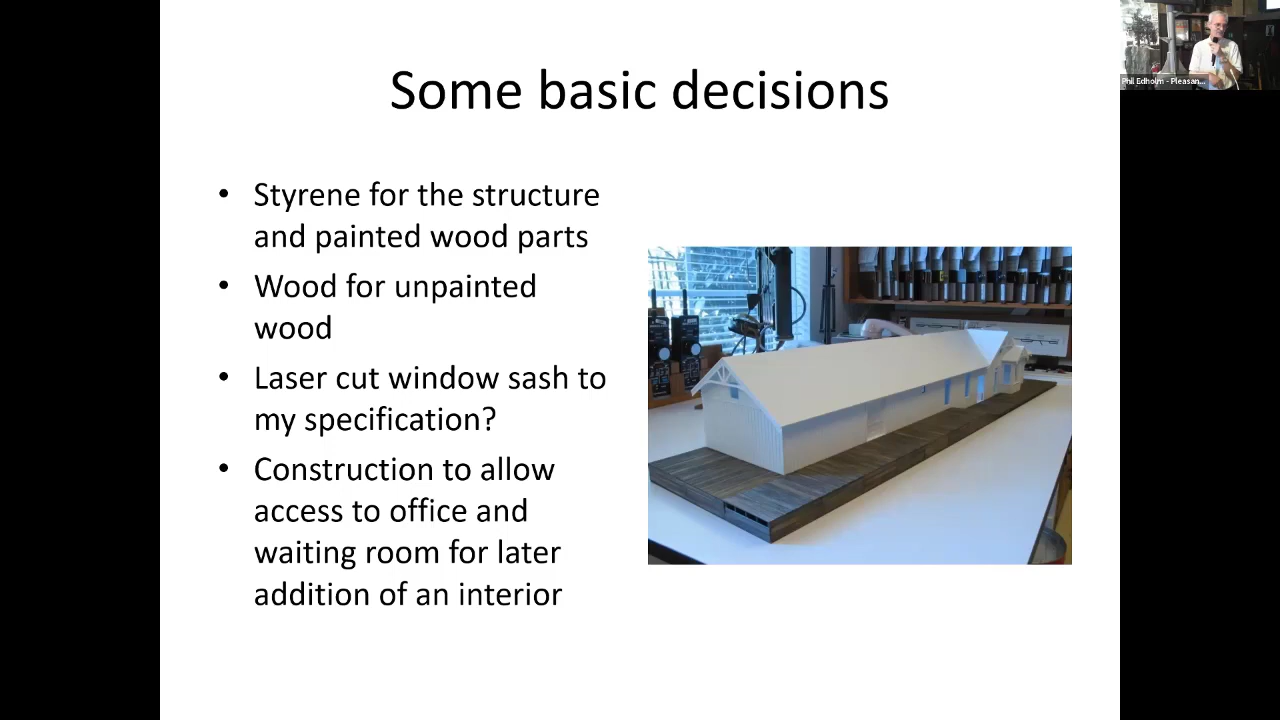 Some basic decisions
• Styrene for the structure
and painted wood parts
• Wood for unpainted
wood
• Laser cut window sash to
my specification?
• Construction to allow
access to office and
waiting room for later
addition of an interior
Phil Edholm - Pleasan...